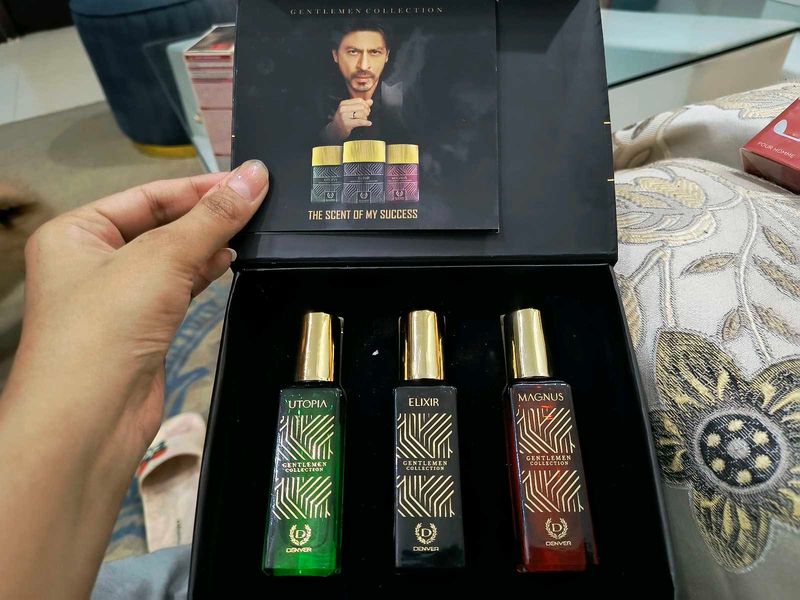 GENTLEMEN COLLECTION
ELIXIR
THE SCENT OF MY SUCCESS
POUR HOMME
UTOPIA
GENTLEMEN
COLLECTION
D
DENVER
ELIXIR
GENTLEMEN
COLLECTION
D
DENVER
MAGNUS
GENTLEMEN
COLLECTION
D
DENVER